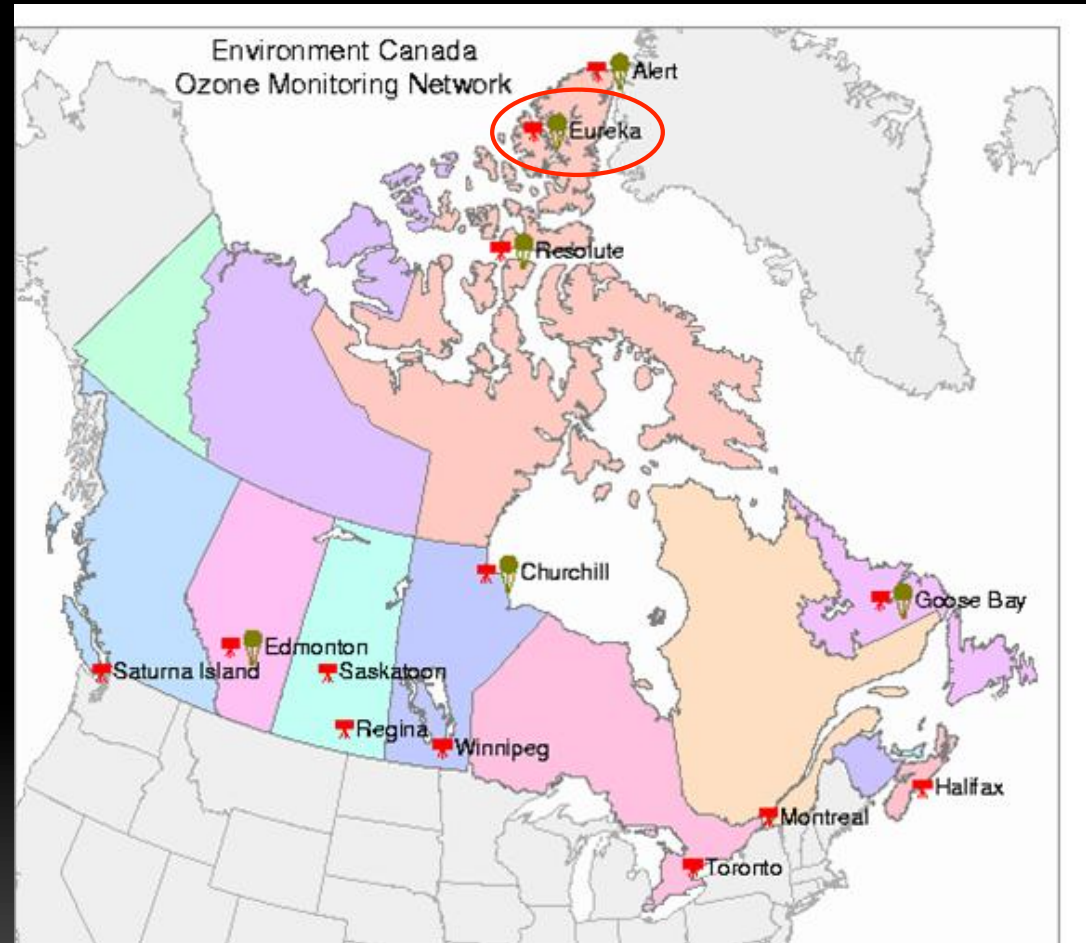 Environment Canada
Ozone Monitoring Network
Alert
Eureka
Resolute
Churchill
Goose Bay
Edmonton
Saturna Island
Saskatoon
Regina
Winnipeg
Halifax
Montreal
Toronto